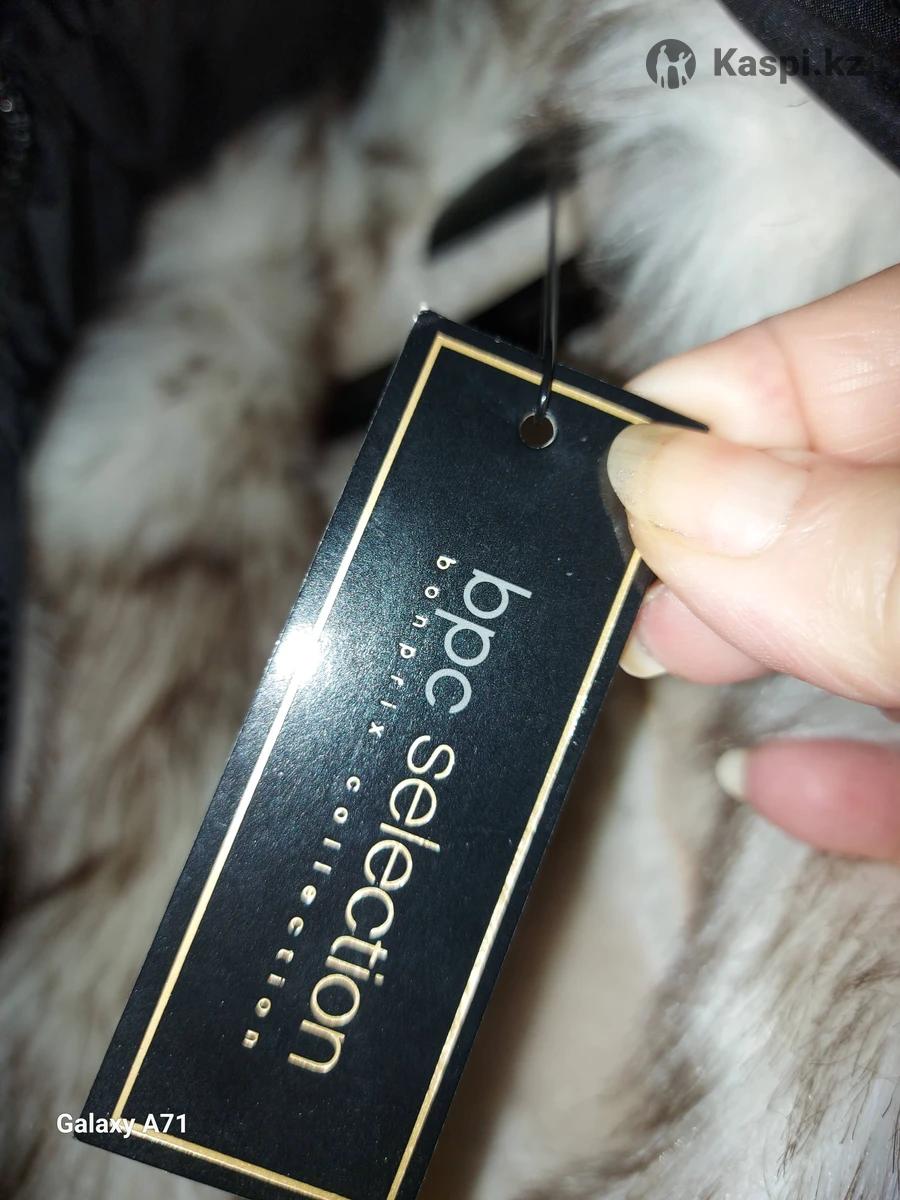 Kaspi.kz
bpc selection
bonprix collection
Galaxy A71